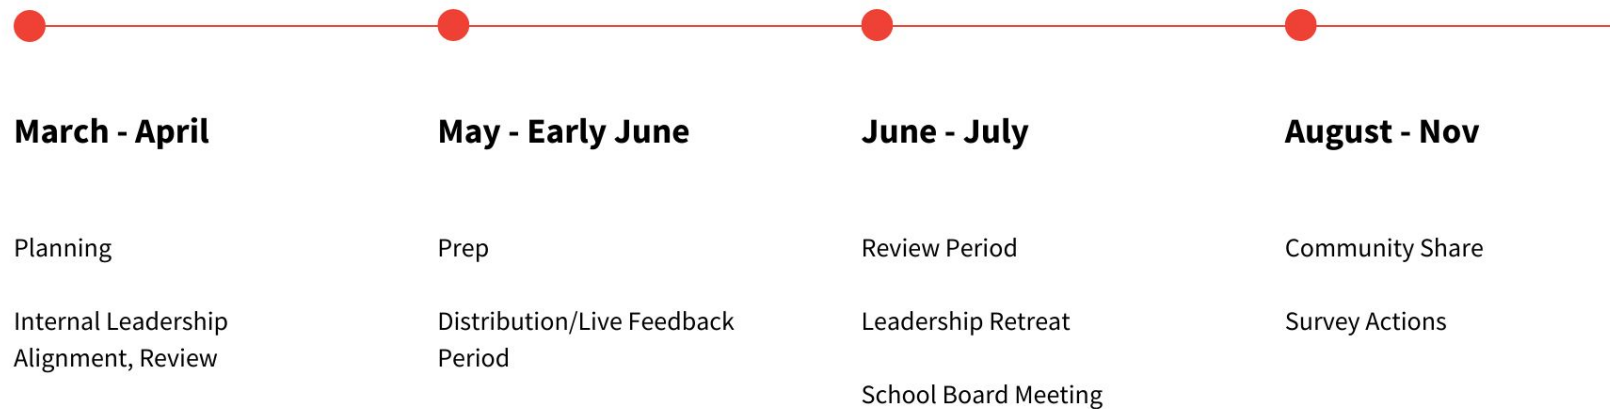 March - April
Planning
Internal Leadership
Alignment, Review
May - Early June
Prep
Distribution/Live Feedback
Period
June - July
Review Period
Leadership Retreat
School Board Meeting
August - Nov
Community Share
Survey Actions